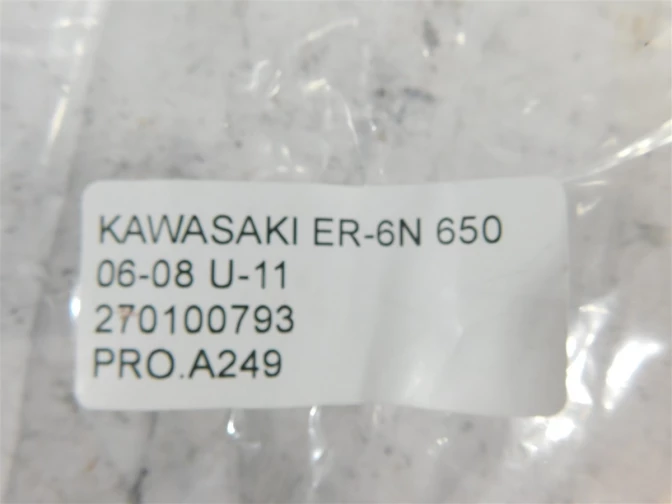 KAWASAKI ER-6N 650
06-08 U-11
270100793
PRO.A249